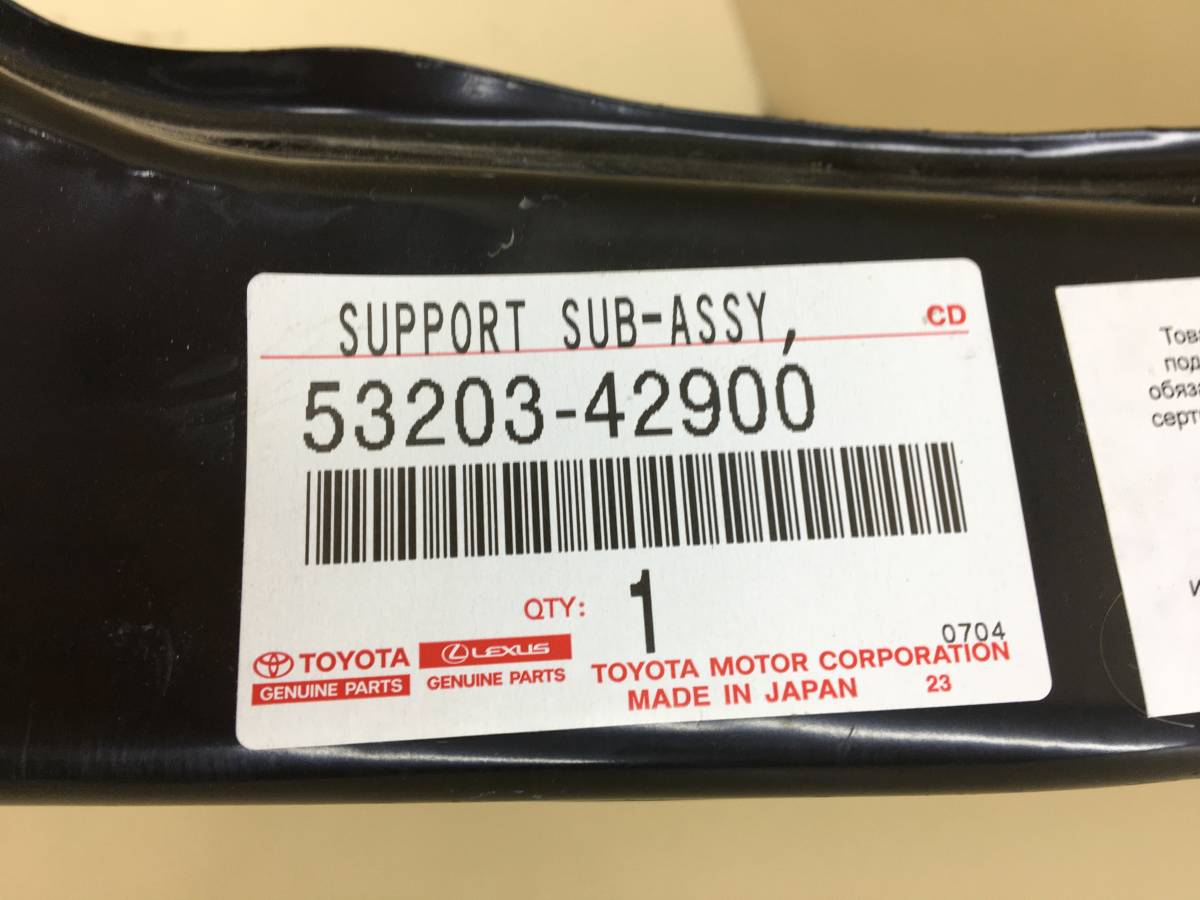 SUPPORT SUB-ASSY,
CD
53203-42900
QTY: 1
0704
TOYOTA
GENUINE PARTS
LEXUS
GENUINE PARTS
TOYOTA MOTOR CORPORATION
MADE IN JAPAN 23